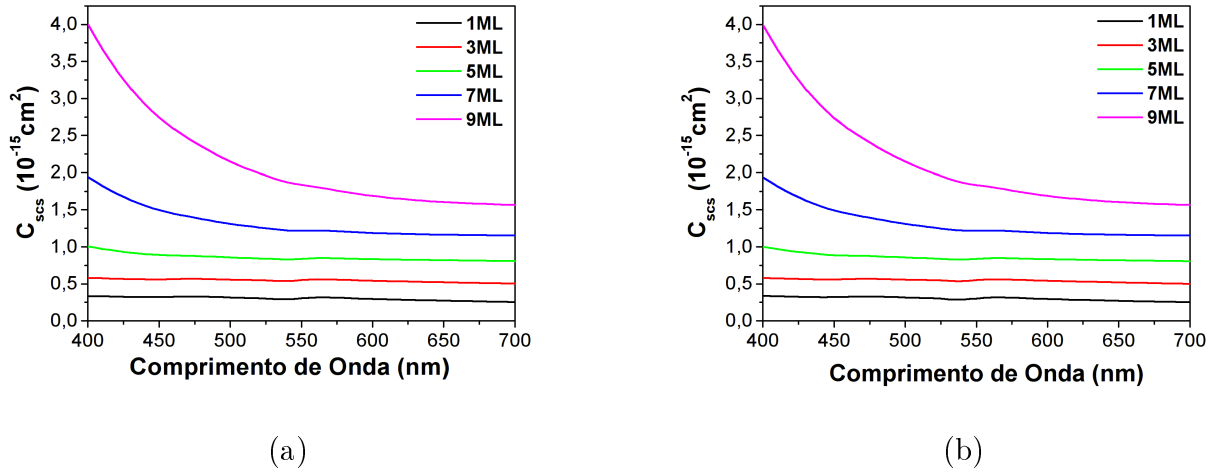 4,0
3,5
3,0
2,5
2,0
1,5
1,0
0,5
0,0
C_scs (10^-15 cm^2)
1ML
3ML
5ML
7ML
9ML
400 450 500 550 600 650 700
Comprimento de Onda (nm)
(a)
4,0
3,5
3,0
2,5
2,0
1,5
1,0
0,5
0,0
C_scs (10^-15 cm^2)
1ML
3ML
5ML
7ML
9ML
400 450 500 550 600 650 700
Comprimento de Onda (nm)
(b)